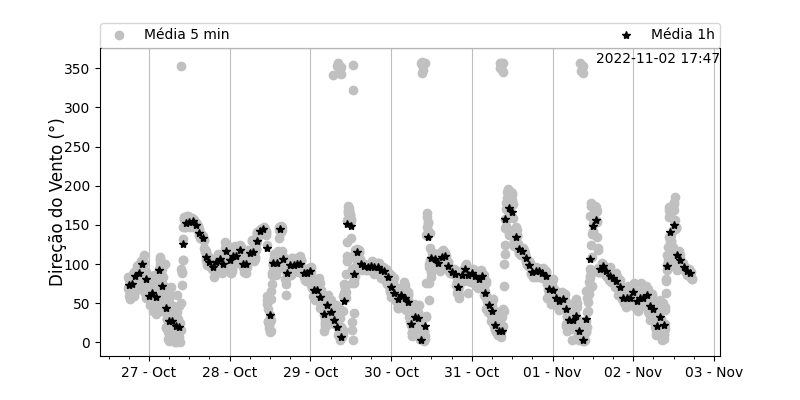 Média 5 min
Média 1h
2022-11-02 17:47
Direção do Vento (°)
350
300
250
200
150
100
50
0
27 - Oct
28 - Oct
29 - Oct
30 - Oct
31 - Oct
01 - Nov
02 - Nov
03 - Nov